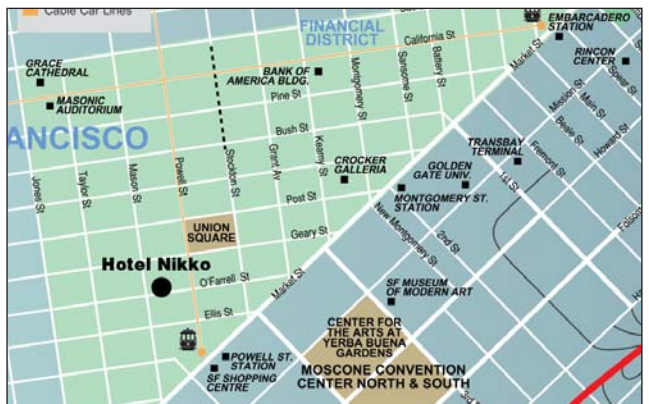 Cable Car Lines
FINANCIAL
DISTRICT
EMBARCADERO
STATION
RINCON
CENTER
California St
Market St
GRACE
CATHEDRAL
MASONIC
AUDITORIUM
BANK OF
AMERICA BLDG.
Pine St
Montgomery St
Sansome St
Battery St
Spear St
Main St
Mission St
Beale St
Howard St
Bush St
ANCISCO
TRANSBAY
TERMINAL
Fremont St
Jones St
Taylor St
Mason St
Powell St
Stockton St
Grant Av
Kearny St
CROCKER
GALLERIA
GOLDEN
GATE UNIV.
1st St
MONTGOMERY ST.
STATION
Post St
UNION
SQUARE
Geary St
New Montgomery St
2nd St
Folsom
Hotel Nikko
O'Farrell St
Market St
SF MUSEUM
OF MODERN ART
Ellis St
CENTER FOR
THE ARTS AT
YERBA BUENA
GARDENS
POWELL ST.
STATION
SF SHOPPING
CENTRE
MOSCONE CONVENTION
CENTER NORTH & SOUTH
3rd S